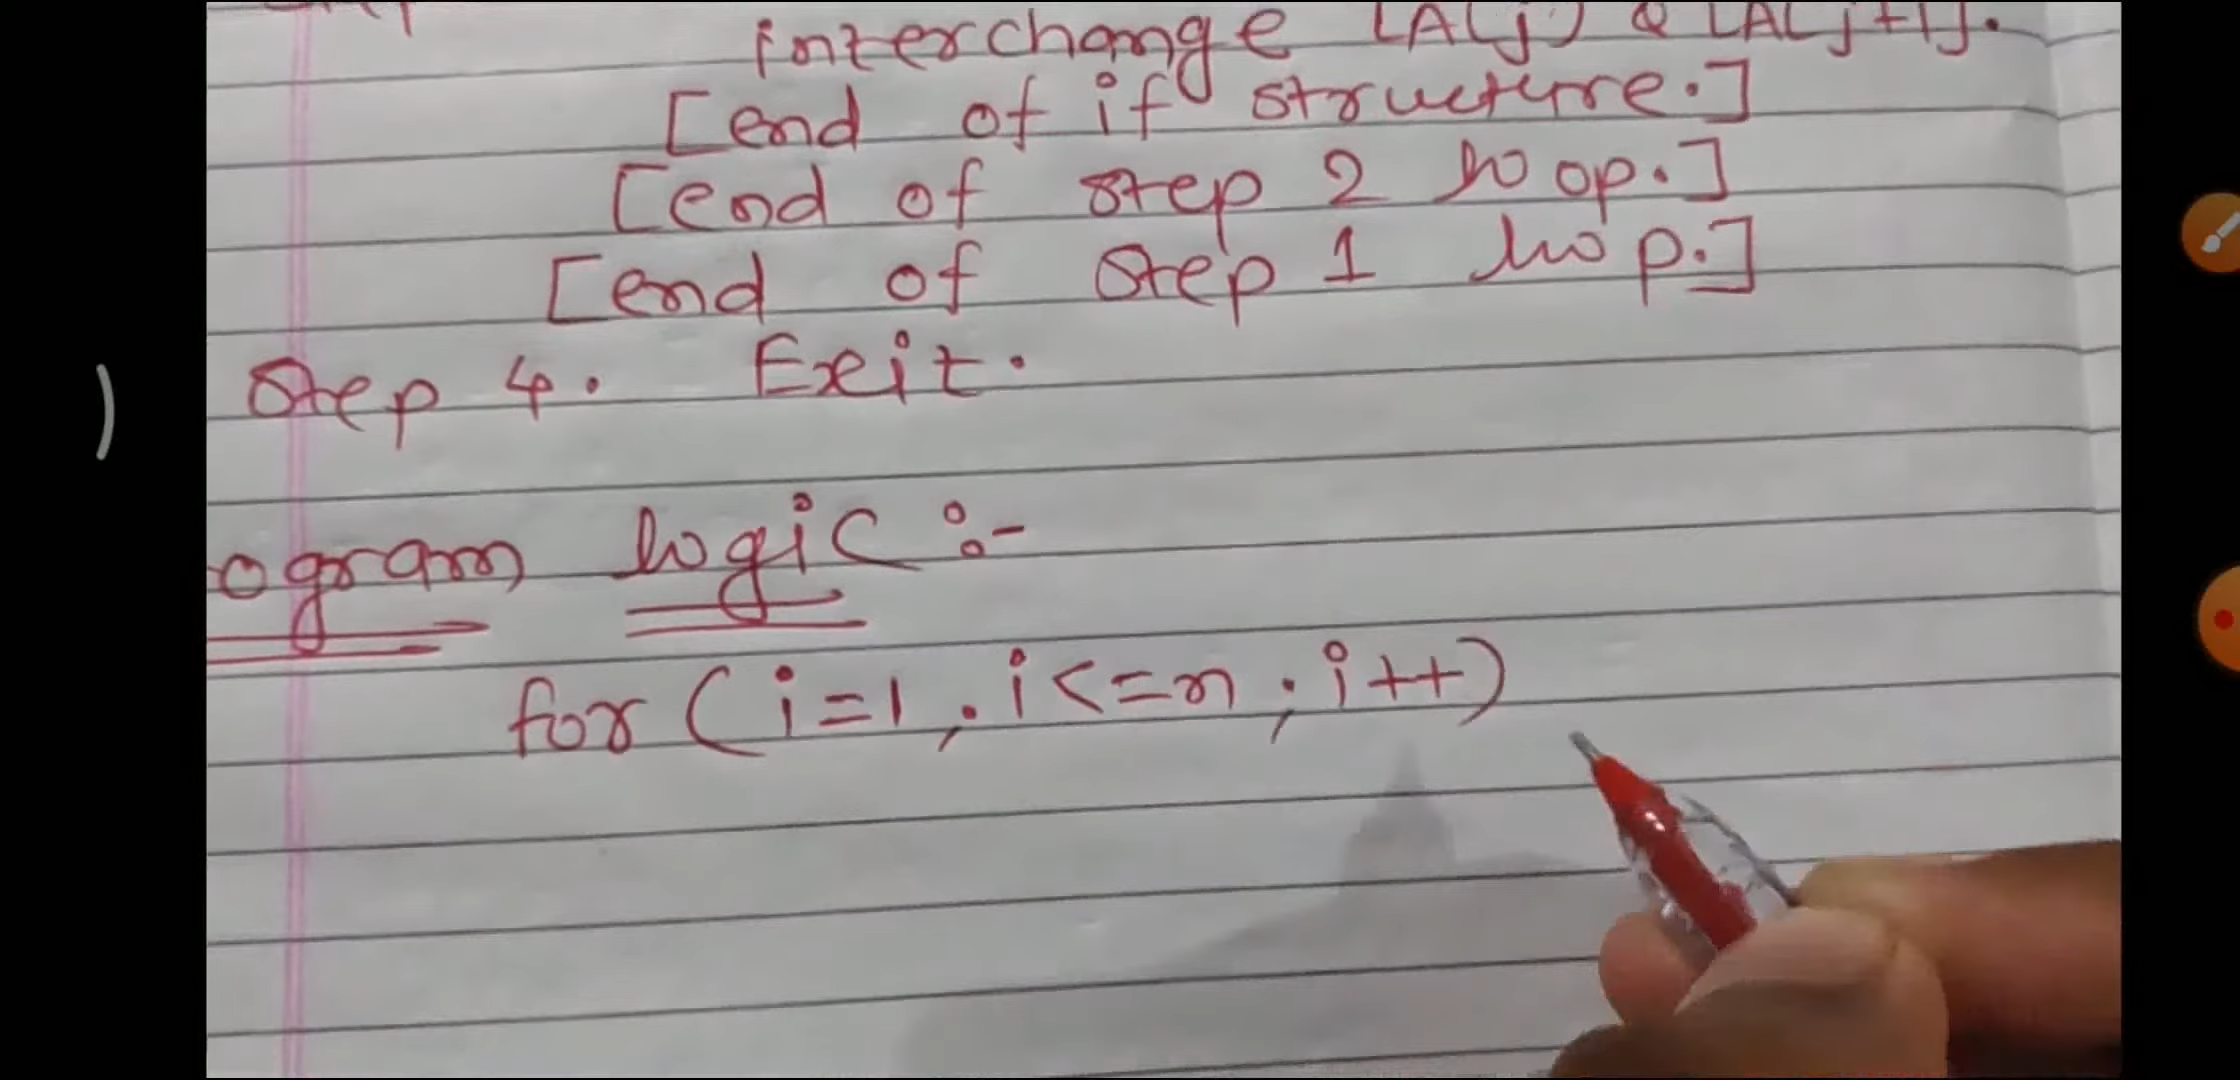 interchange [A[j] & [A[j+1].
[end of if structure.]
[end of step 2 loop.]
[end of step 1 loop.]
Step 4. Exit.
ogram logic :-
for (i=1; i<=n; i++)